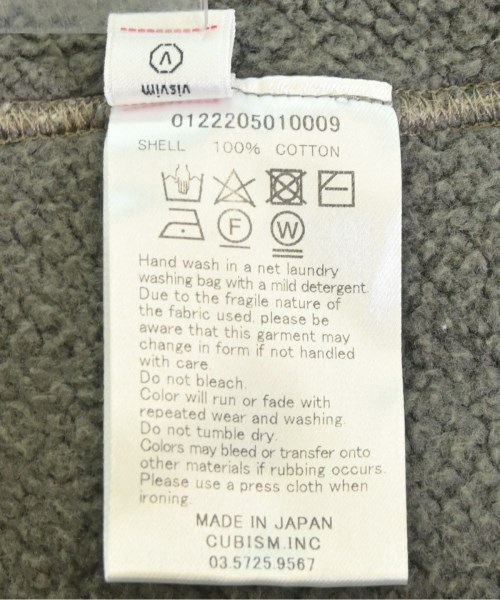 visvim
V
0122205010009
SHELL 100% COTTON
F W
Hand wash in a net laundry
washing bag with a mild detergent.
Due to the fragile nature of
the fabric used, please be
aware that this garment may
change in form if not handled
with care.
Do not bleach.
Color will run or fade with
repeated wear and washing.
Do not tumble dry.
Colors may bleed or transfer onto
other materials if rubbing occurs.
Please use a press cloth when
ironing.
MADE IN JAPAN
CUBISM.INC
03.5725.9567